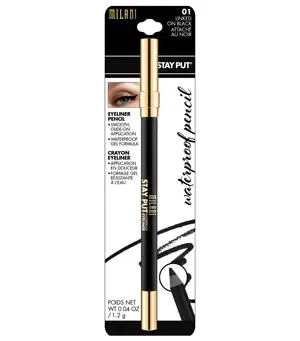 MILANI
01
LINKED
ON BLACK
ATTACHÉ
AU NOIR
STAY PUT®
EYELINER
PENCIL
• SMOOTH,
GLIDE-ON
APPLICATION
• WATERPROOF
GEL FORMULA
CRAYON
EYELINER
• APPLICATION
EN DOUCEUR
• FORMULE GEL
RÉSISTANTE
À L'EAU
waterproof pencil
MILANI
STAY PUT
EYELINER
POIDS NET
WT 0.04 OZ
/ 1.2 g